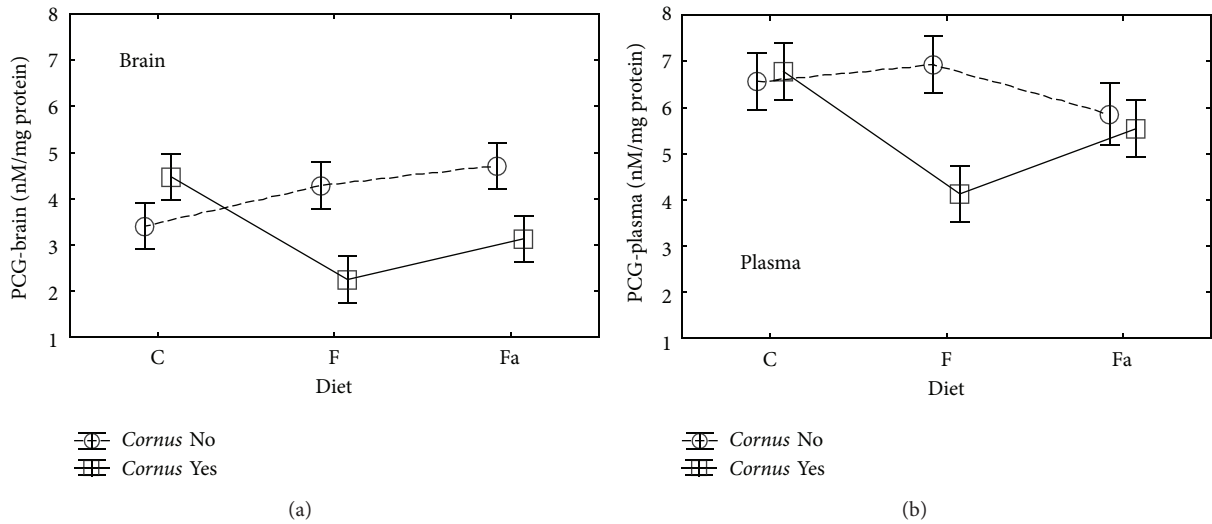 8
7
6
5
4
3
2
1
PCG-brain (nM/mg protein)
Brain
C
F
Fa
Diet
Cornus No
Cornus Yes
(a)
8
7
6
5
4
3
2
1
PCG-plasma (nM/mg protein)
Plasma
C
F
Fa
Diet
Cornus No
Cornus Yes
(b)